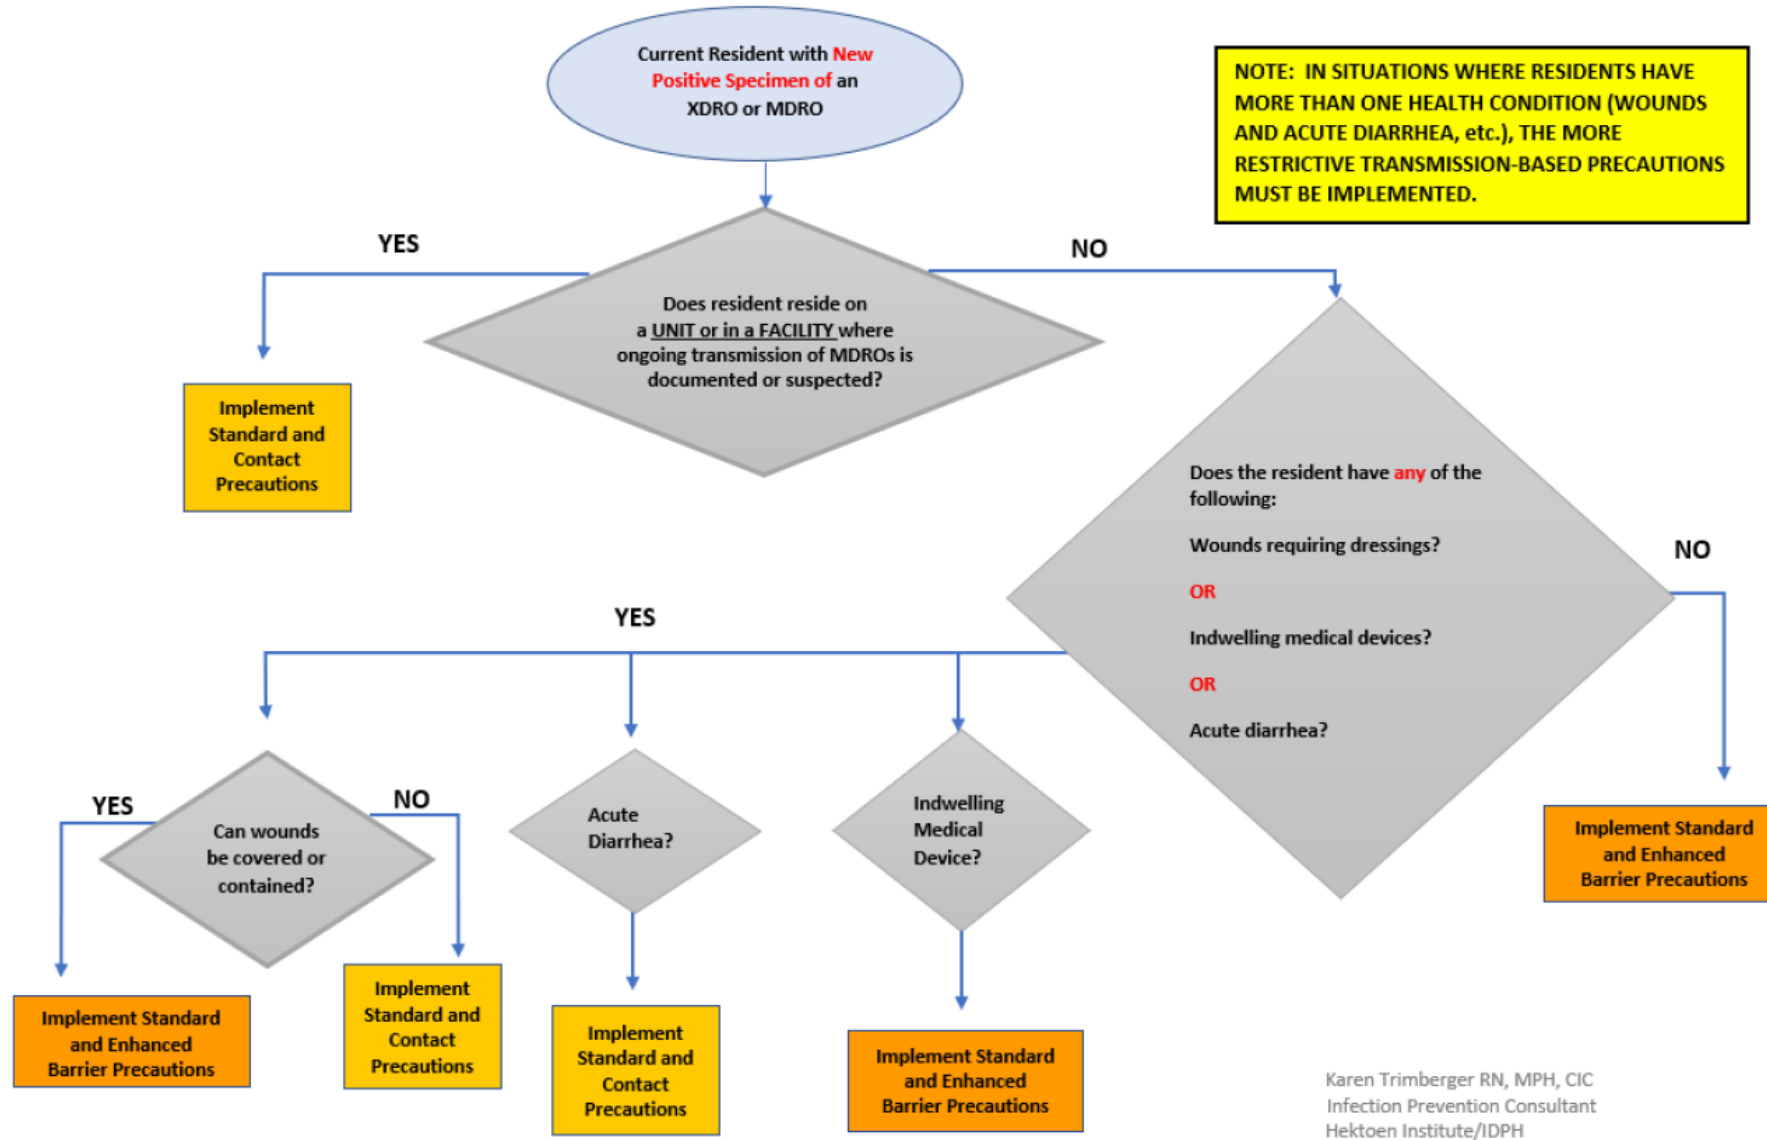 Current Resident with New
Positive Specimen of an
XDRO or MDRO
NOTE: IN SITUATIONS WHERE RESIDENTS HAVE
MORE THAN ONE HEALTH CONDITION (WOUNDS
AND ACUTE DIARRHEA, etc.), THE MORE
RESTRICTIVE TRANSMISSION-BASED PRECAUTIONS
MUST BE IMPLEMENTED.
YES
NO
Does resident reside on
a UNIT or in a FACILITY where
ongoing transmission of MDROs is
documented or suspected?
Implement
Standard and
Contact
Precautions
Does the resident have any of the
following:
Wounds requiring dressings?
OR
Indwelling medical devices?
OR
Acute diarrhea?
NO
YES
YES
NO
Can wounds
be covered or
contained?
Acute
Diarrhea?
Indwelling
Medical
Device?
Implement Standard
and Enhanced
Barrier Precautions
Implement Standard
and Enhanced
Barrier Precautions
Implement
Standard and
Contact
Precautions
Implement
Standard and
Contact
Precautions
Implement Standard
and Enhanced
Barrier Precautions
Karen Trimberger RN, MPH, CIC
Infection Prevention Consultant
Hektoen Institute/IDPH